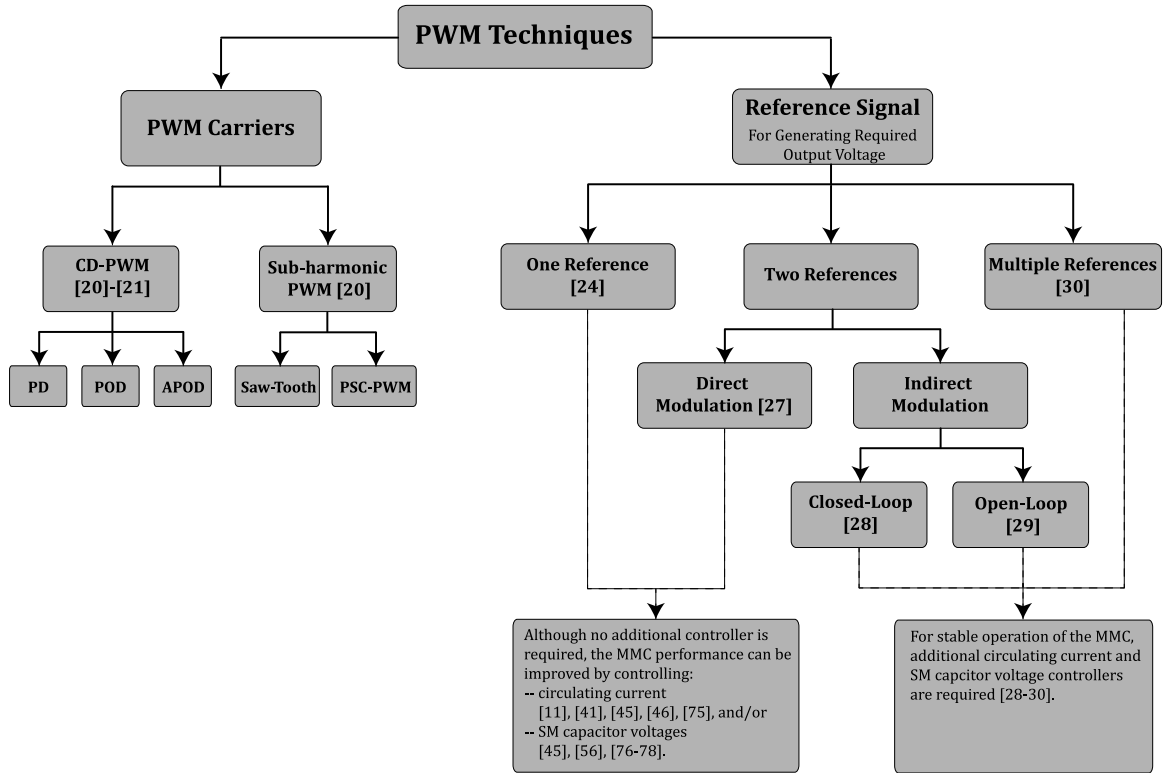 PWM Techniques
PWM Carriers
Reference Signal
For Generating Required
Output Voltage
CD-PWM
[20]-[21]
Sub-harmonic
PWM [20]
One Reference
[24]
Two References
Multiple References
[30]
PD
POD
APOD
Saw-Tooth
PSC-PWM
Direct
Modulation [27]
Indirect
Modulation
Closed-Loop
[28]
Open-Loop
[29]
Although no additional controller is
required, the MMC performance can be
improved by controlling:
-- circulating current
[11], [41], [45], [46], [75], and/or
-- SM capacitor voltages
[45], [56], [76-78].
For stable operation of the MMC,
additional circulating current and
SM capcitor voltage controllers
are required [28-30].